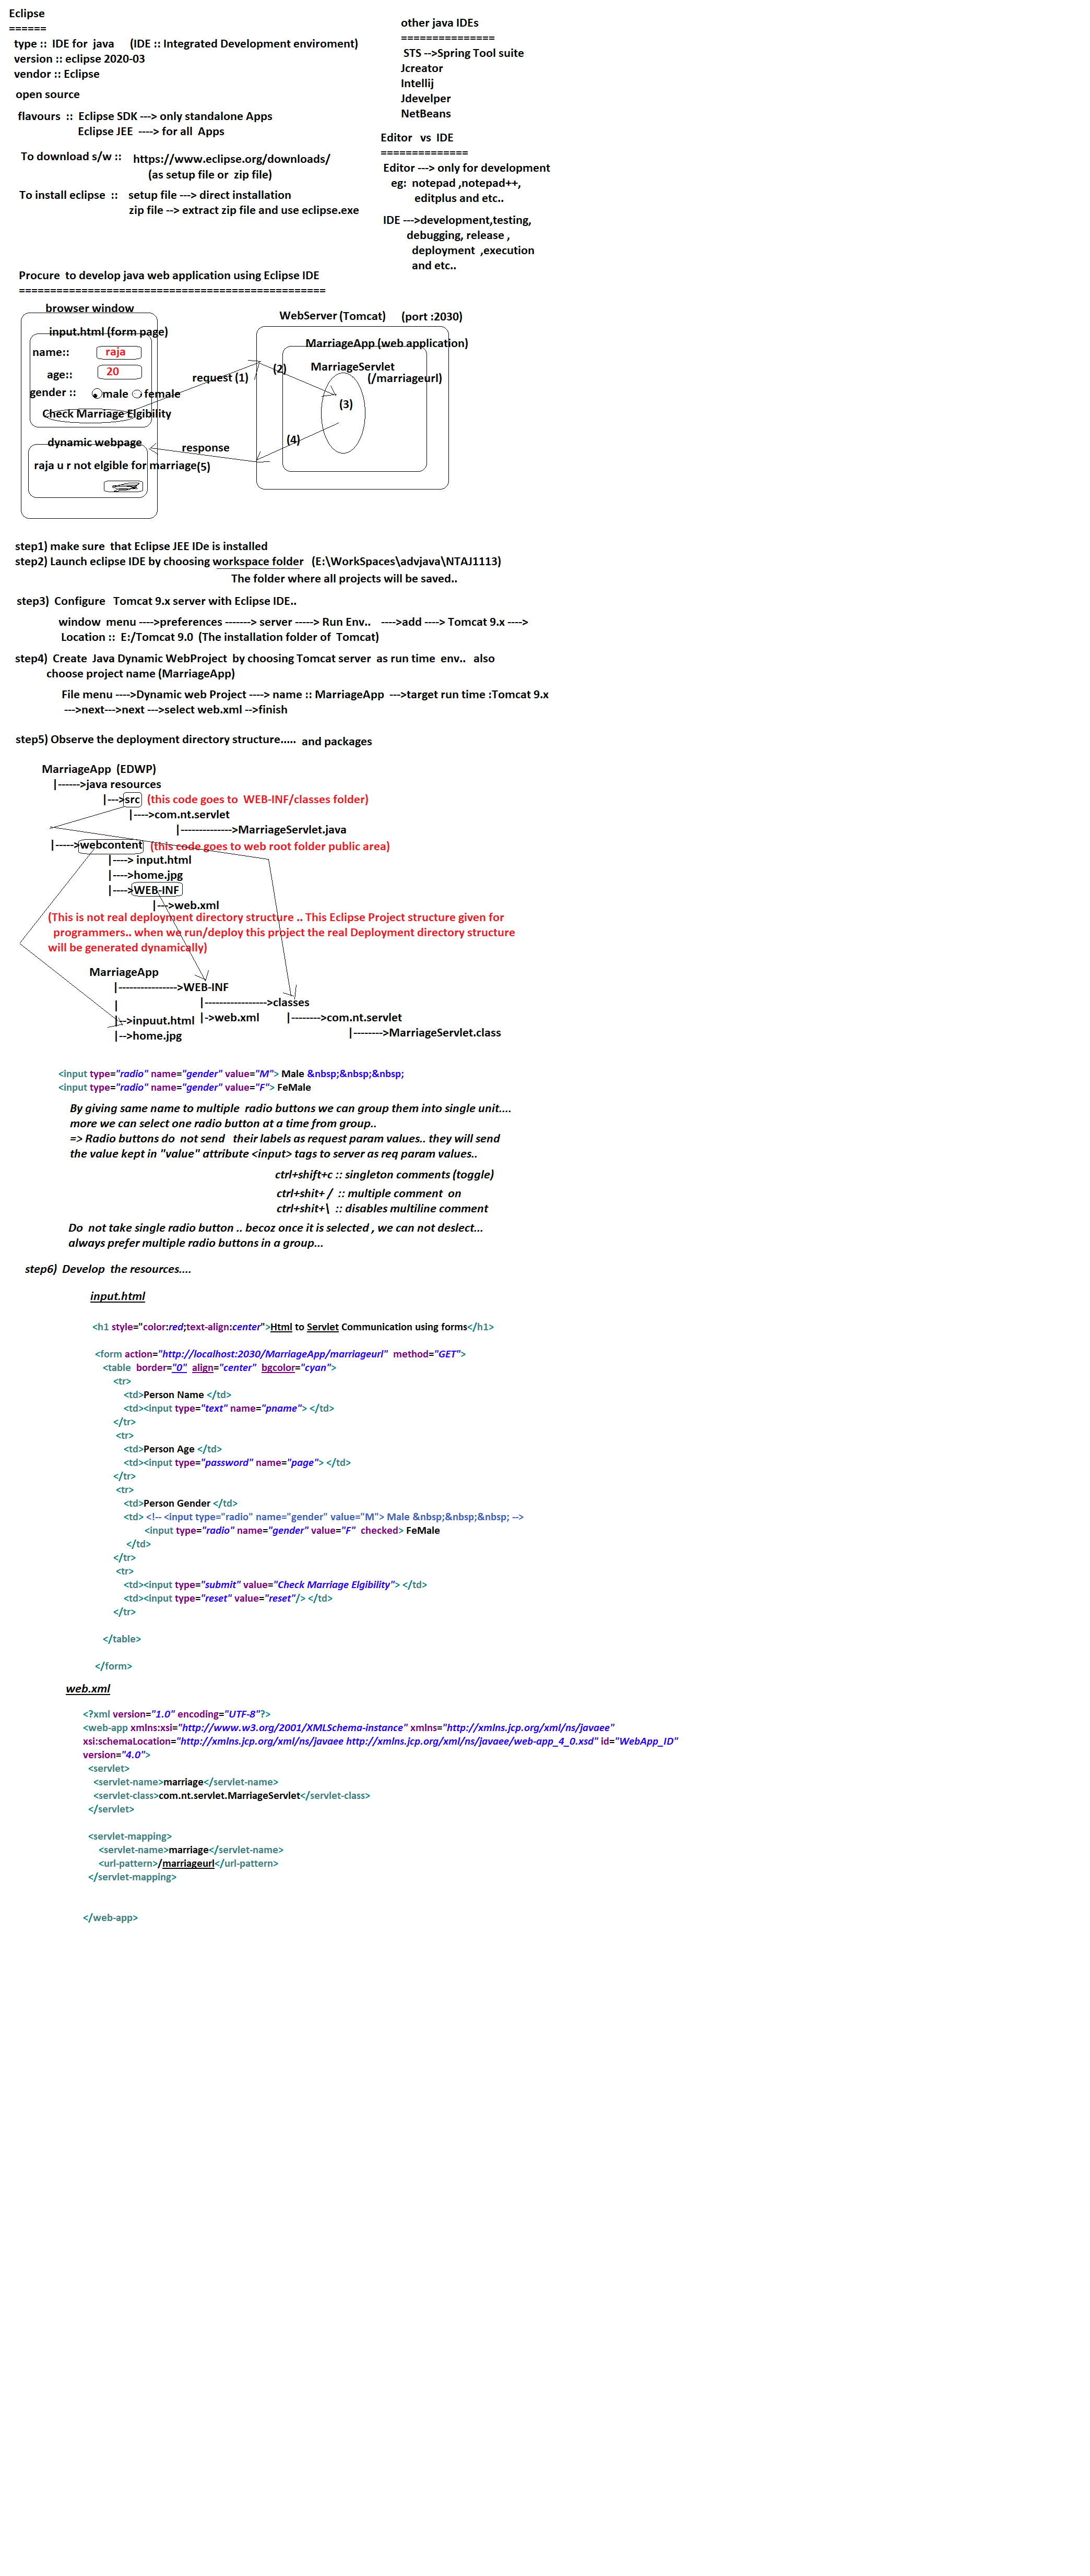 Eclipse
======
type :: IDE for java (IDE :: Integrated Development enviroment)
version :: eclipse 2020-03
vendor :: Eclipse
open source
flavours :: Eclipse SDK ---> only standalone Apps
Eclipse JEE ----> for all Apps
To download s/w :: https://www.eclipse.org/downloads/
(as setup file or zip file)
To install eclipse :: setup file ---> direct installation
zip file --> extract zip file and use eclipse.exe
other java IDEs
===============
STS -->Spring Tool suite
Jcreator
Intellij
Jdevelper
NetBeans
Editor vs IDE
==============
Editor ---> only for development
eg: notepad ,notepad++,
editplus and etc..
IDE --->development,testing,
debugging, release ,
deployment ,execution
and etc..
Procure to develop java web application using Eclipse IDE
=================================================
browser window
input.html (form page)
name:: raja
age:: 20
gender :: male female
Check Marriage Elgibility
dynamic webpage
raja u r not elgible for marriage(5)
request (1)
response
WebServer (Tomcat) (port :2030)
MarriageApp (web application)
(2)
MarriageServlet
(/marriageurl)
(3)
(4)
step1) make sure that Eclipse JEE IDe is installed
step2) Launch eclipse IDE by choosing workspace folder (E:\WorkSpaces\advjava\NTAJ1113)
The folder where all projects will be saved..
step3) Configure Tomcat 9.x server with Eclipse IDE..
window menu ---->preferences -------> server -----> Run Env.. ---->add ----> Tomcat 9.x ---->
Location :: E:/Tomcat 9.0 (The installation folder of Tomcat)
step4) Create Java Dynamic WebProject by choosing Tomcat server as run time env.. also
choose project name (MarriageApp)
File menu ---->Dynamic web Project ----> name :: MarriageApp --->target run time :Tomcat 9.x
--->next--->next --->select web.xml -->finish
step5) Observe the deployment directory structure..... and packages
MarriageApp (EDWP)
|------>java resources
|--->src (this code goes to WEB-INF/classes folder)
|---->com.nt.servlet
|-------------->MarriageServlet.java
|----->webcontent (this code goes to web root folder public area)
|----> input.html
|---->home.jpg
|---->WEB-INF
|--->web.xml
(This is not real deployment directory structure .. This Eclipse Project structure given for
programmers.. when we run/deploy this project the real Deployment directory structure
will be generated dynamically)
MarriageApp
|---------------->WEB-INF
| |----------------->classes
|-->inpuut.html |->web.xml |-------->com.nt.servlet
|-->home.jpg |-------->MarriageServlet.class
<input type="radio" name="gender" value="M"> Male &nbsp;&nbsp;&nbsp;
<input type="radio" name="gender" value="F"> FeMale
By giving same name to multiple radio buttons we can group them into single unit....
more we can select one radio button at a time from group..
=> Radio buttons do not send their labels as request param values.. they will send
the value kept in "value" attribute <input> tags to server as req param values..
ctrl+shift+c :: singleton comments (toggle)
ctrl+shit+ / :: multiple comment on
ctrl+shit+\ :: disables multiline comment
Do not take single radio button .. becoz once it is selected , we can not deslect...
always prefer multiple radio buttons in a group...
step6) Develop the resources....
input.html
<h1 style="color:red;text-align:center">Html to Servlet Communication using forms</h1>
<form action="http://localhost:2030/MarriageApp/marriageurl" method="GET">
<table border="0" align="center" bgcolor="cyan">
<tr>
<td>Person Name </td>
<td><input type="text" name="pname"> </td>
</tr>
<tr>
<td>Person Age </td>
<td><input type="password" name="page"> </td>
</tr>
<tr>
<td>Person Gender </td>
<td> <!-- <input type="radio" name="gender" value="M"> Male &nbsp;&nbsp;&nbsp; -->
<input type="radio" name="gender" value="F" checked> FeMale
</td>
</tr>
<tr>
<td><input type="submit" value="Check Marriage Elgibility"> </td>
<td><input type="reset" value="reset"/> </td>
</tr>
</table>
</form>
web.xml
<?xml version="1.0" encoding="UTF-8"?>
<web-app xmlns:xsi="http://www.w3.org/2001/XMLSchema-instance" xmlns="http://xmlns.jcp.org/xml/ns/javaee"
xsi:schemaLocation="http://xmlns.jcp.org/xml/ns/javaee http://xmlns.jcp.org/xml/ns/javaee/web-app_4_0.xsd" id="WebApp_ID"
version="4.0">
<servlet>
<servlet-name>marriage</servlet-name>
<servlet-class>com.nt.servlet.MarriageServlet</servlet-class>
</servlet>
<servlet-mapping>
<servlet-name>marriage</servlet-name>
<url-pattern>/marriageurl</url-pattern>
</servlet-mapping>
</web-app>